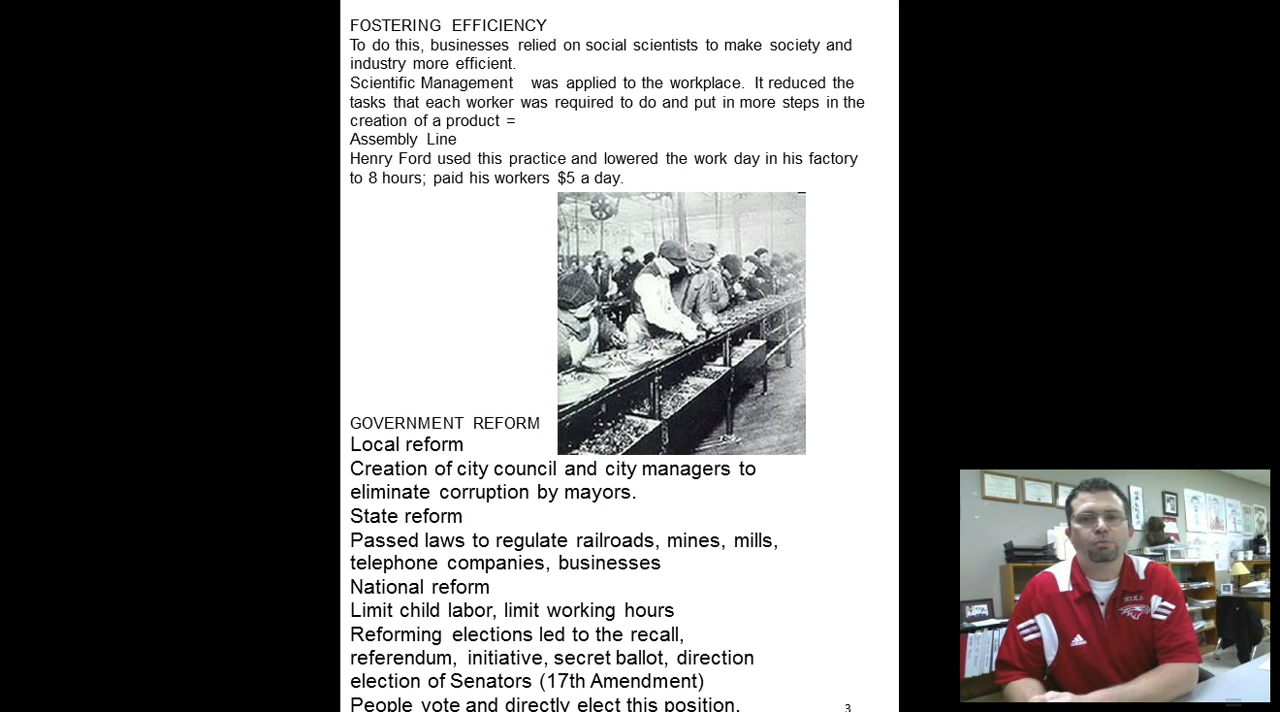 FOSTERING EFFICIENCY
To do this, businesses relied on social scientists to make society and
industry more efficient.
Scientific Management was applied to the workplace. It reduced the
tasks that each worker was required to do and put in more steps in the
creation of a product =
Assembly Line
Henry Ford used this practice and lowered the work day in his factory
to 8 hours; paid his workers $5 a day.
GOVERNMENT REFORM
Local reform
Creation of city council and city managers to
eliminate corruption by mayors.
State reform
Passed laws to regulate railroads, mines, mills,
telephone companies, businesses
National reform
Limit child labor, limit working hours
Reforming elections led to the recall,
referendum, initiative, secret ballot, direction
election of Senators (17th Amendment)
People vote and directly elect this position.
3
NIXA
adidas